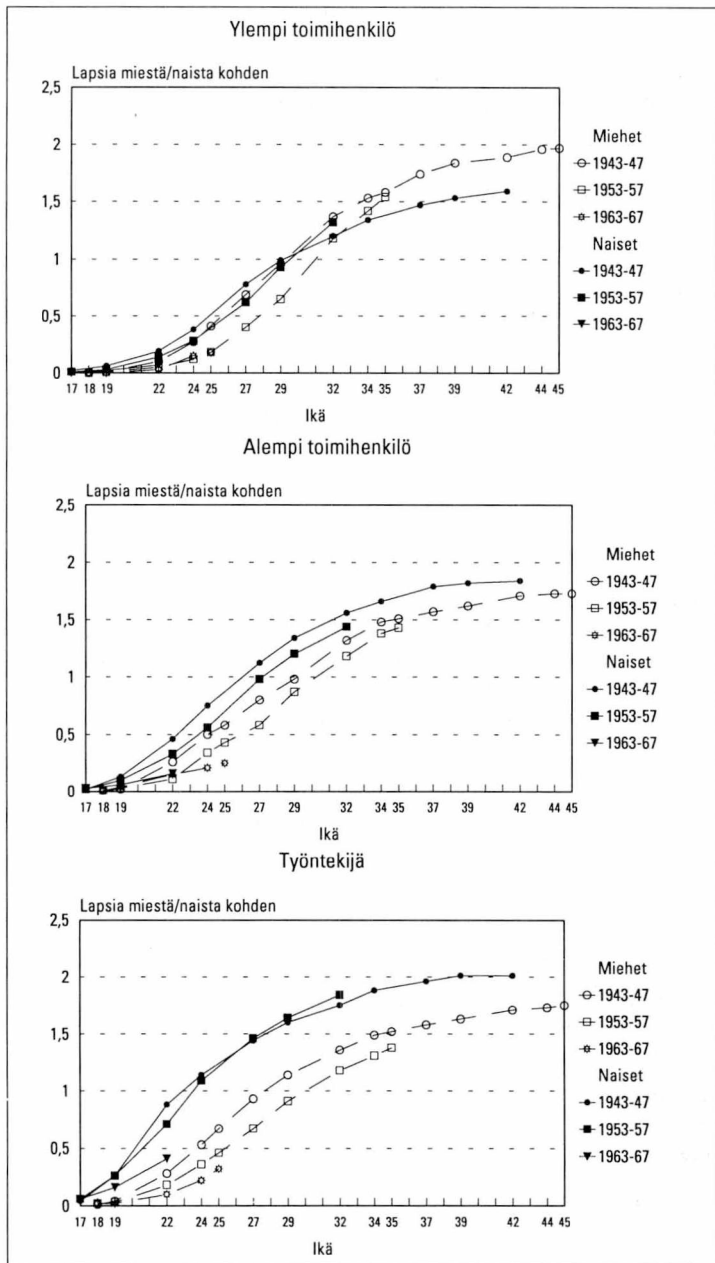 Ylempi toimihenkilö
Lapsia miestä/naista kohden
2,5
2
1,5
1
0,5
0
17 18 19 22 24 25 27 29 32 34 35 37 39 42 44 45
Ikä
Miehet
1943-47
1953-57
1963-67
Naiset
1943-47
1953-57
1963-67
Alempi toimihenkilö
Lapsia miestä/naista kohden
2,5
2
1,5
1
0,5
0
17 18 19 22 24 25 27 29 32 34 35 37 39 42 44 45
Ikä
Miehet
1943-47
1953-57
1963-67
Naiset
1943-47
1953-57
1963-67
Työntekijä
Lapsia miestä/naista kohden
2,5
2
1,5
1
0,5
0
17 18 19 22 24 25 27 29 32 34 35 37 39 42 44 45
Ikä
Miehet
1943-47
1953-57
1963-67
Naiset
1943-47
1953-57
1963-67